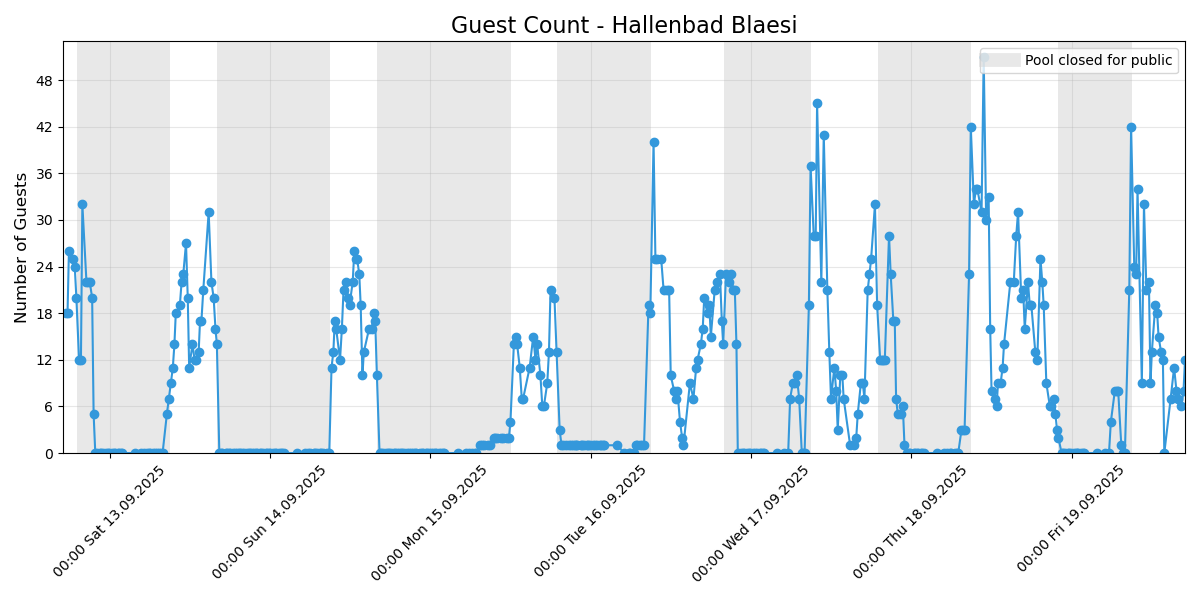 Guest Count - Hallenbad Blaesi
Pool closed for public
Number of Guests
48
42
36
30
24
18
12
6
0
00:00 Sat 13.09.2025
00:00 Sun 14.09.2025
00:00 Mon 15.09.2025
00:00 Tue 16.09.2025
00:00 Wed 17.09.2025
00:00 Thu 18.09.2025
00:00 Fri 19.09.2025